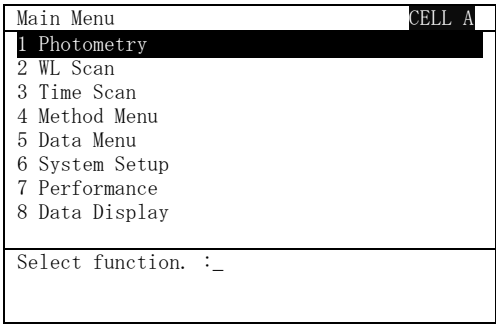 Main Menu CELL A
1 Photometry
2 WL Scan
3 Time Scan
4 Method Menu
5 Data Menu
6 System Setup
7 Performance
8 Data Display
Select function. :_